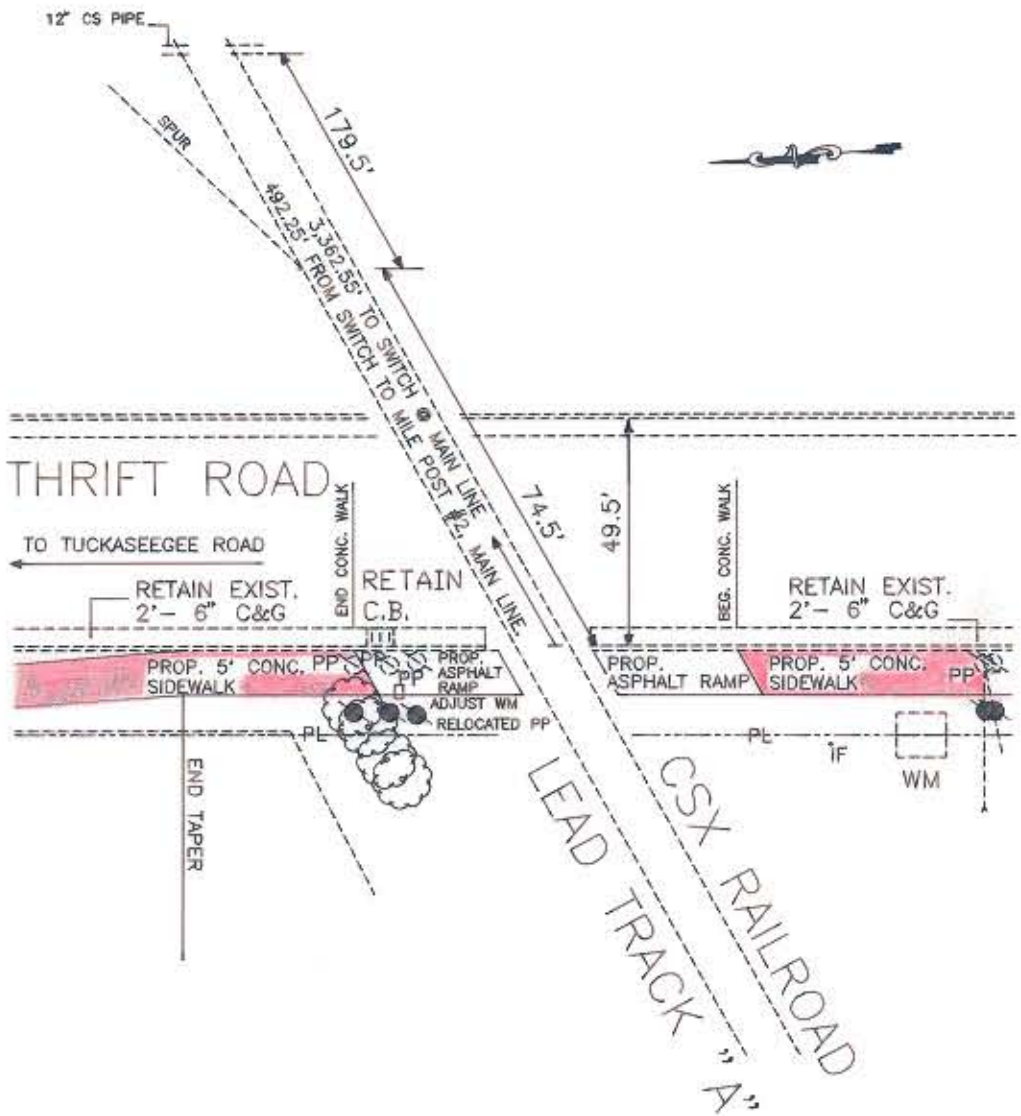 12" CS PIPE
SPUR
179.5'
3,362.55' TO SWITCH @ MAIN LINE
492.25' FROM SWITCH TO MILE POST #2, MAIN LINE.
THRIFT ROAD
TO TUCKASEEGEE ROAD
END CONC. WALK
74.5'
49.5'
BEG. CONC. WALK
RETAIN EXIST.
2'- 6" C&G
RETAIN
C.B.
RETAIN EXIST.
2'- 6" C&G
PROP. 5' CONC.
SIDEWALK
PP
PP
PP
PROP.
ASPHALT
RAMP
ADJUST WM
RELOCATED PP
PROP.
ASPHALT RAMP
PROP. 5' CONC.
SIDEWALK
PP
PL
PL
IF
WM
END TAPER
LEAD TRACK "A"
CSX RAILROAD